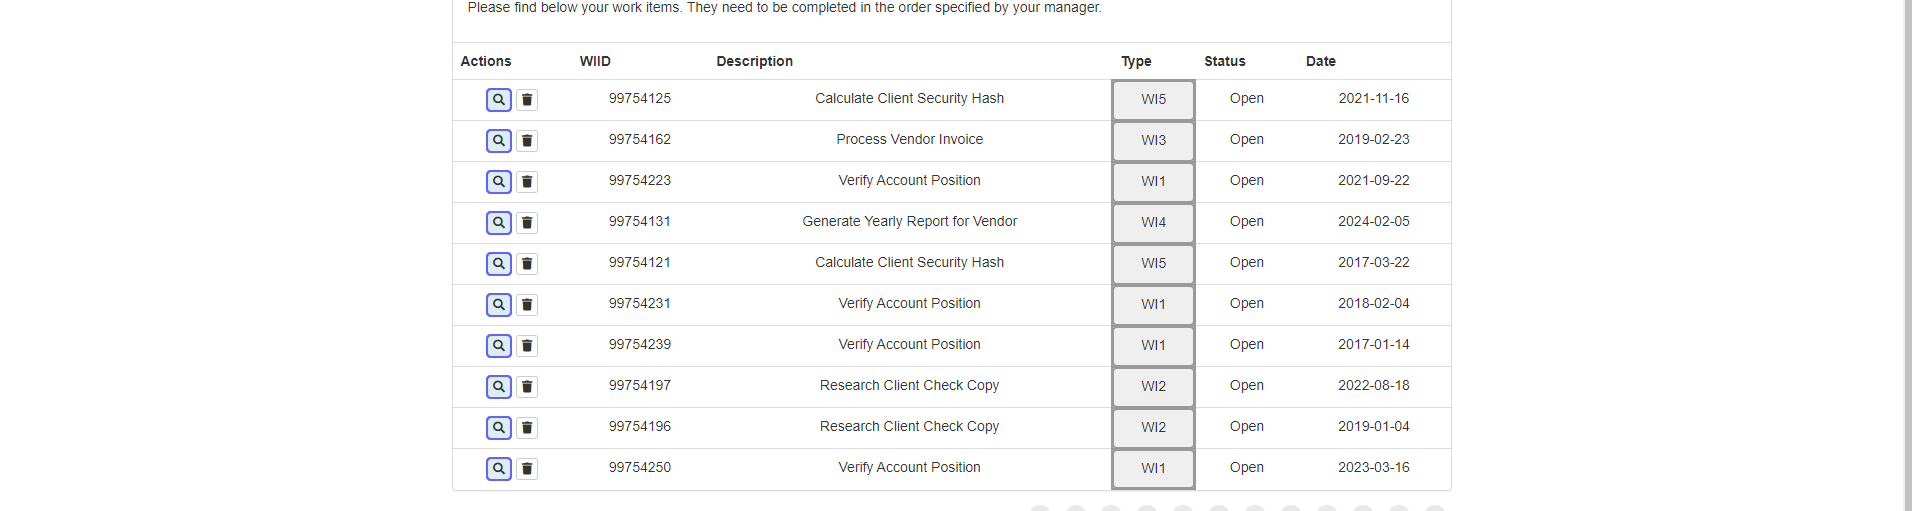 Please find below your work items. They need to be completed in the order specified by your manager.
Actions WIID Description Type Status Date
99754125 Calculate Client Security Hash WI5 Open 2021-11-16
99754162 Process Vendor Invoice WI3 Open 2019-02-23
99754223 Verify Account Position WI1 Open 2021-09-22
99754131 Generate Yearly Report for Vendor WI4 Open 2024-02-05
99754121 Calculate Client Security Hash WI5 Open 2017-03-22
99754231 Verify Account Position WI1 Open 2018-02-04
99754239 Verify Account Position WI1 Open 2017-01-14
99754197 Research Client Check Copy WI2 Open 2022-08-18
99754196 Research Client Check Copy WI2 Open 2019-01-04
99754250 Verify Account Position WI1 Open 2023-03-16